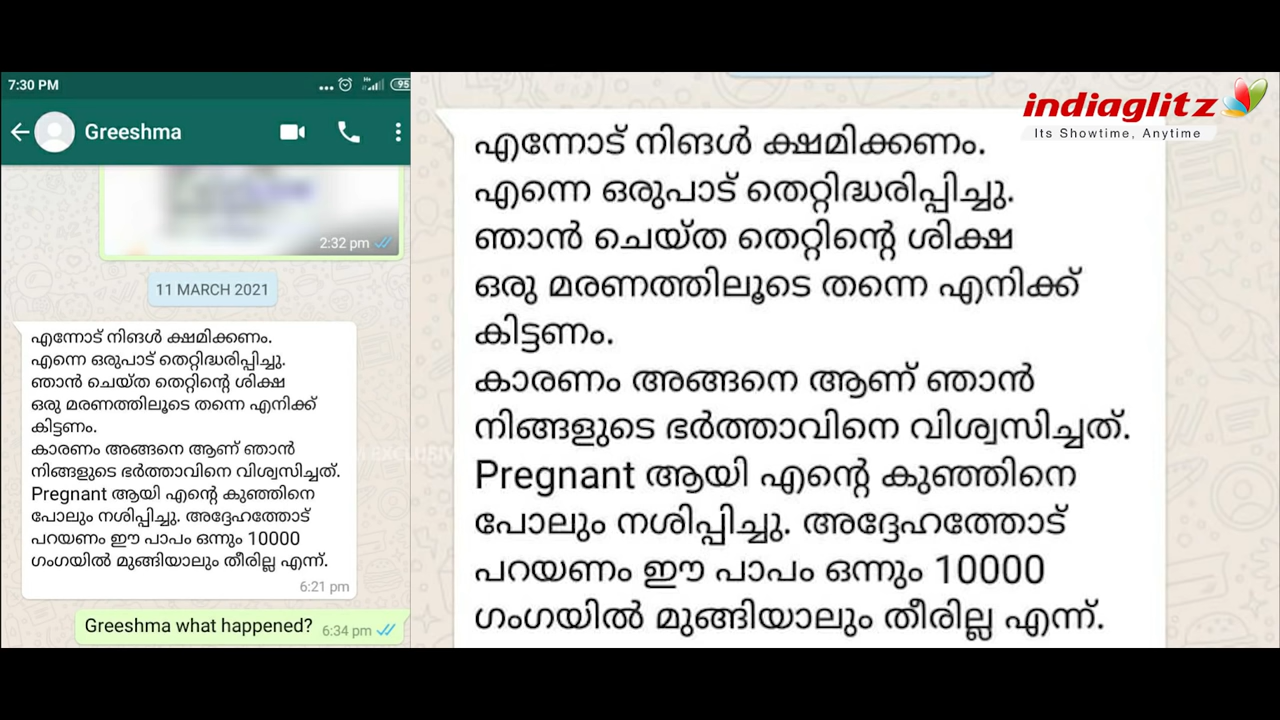 7:30 PM
95
Greeshma
2:32 pm
11 MARCH 2021
എന്നോട് നിങൾ ക്ഷമിക്കണം.
എന്നെ ഒരുപാട് തെറ്റിദ്ധരിപ്പിച്ചു.
ഞാൻ ചെയ്ത തെറ്റിന്റെ ശിക്ഷ
ഒരു മരണത്തിലൂടെ തന്നെ എനിക്ക്
കിട്ടണം.
കാരണം അങ്ങനെ ആണ് ഞാൻ
നിങ്ങളുടെ ഭർത്താവിനെ വിശ്വസിച്ചത്.
Pregnant ആയി എന്റെ കുഞ്ഞിനെ
പോലും നശിപ്പിച്ചു. അദ്ദേഹത്തോട്
പറയണം ഈ പാപം ഒന്നും 10000
ഗംഗയിൽ മുങ്ങിയാലും തീരില്ല എന്ന്.
6:21 pm
Greeshma what happened? 6:34 pm
indiaglitz
Its Showtime, Anytime
എന്നോട് നിങൾ ക്ഷമിക്കണം.
എന്നെ ഒരുപാട് തെറ്റിദ്ധരിപ്പിച്ചു.
ഞാൻ ചെയ്ത തെറ്റിന്റെ ശിക്ഷ
ഒരു മരണത്തിലൂടെ തന്നെ എനിക്ക്
കിട്ടണം.
കാരണം അങ്ങനെ ആണ് ഞാൻ
നിങ്ങളുടെ ഭർത്താവിനെ വിശ്വസിച്ചത്.
Pregnant ആയി എന്റെ കുഞ്ഞിനെ
പോലും നശിപ്പിച്ചു. അദ്ദേഹത്തോട്
പറയണം ഈ പാപം ഒന്നും 10000
ഗംഗയിൽ മുങ്ങിയാലും തീരില്ല എന്ന്.